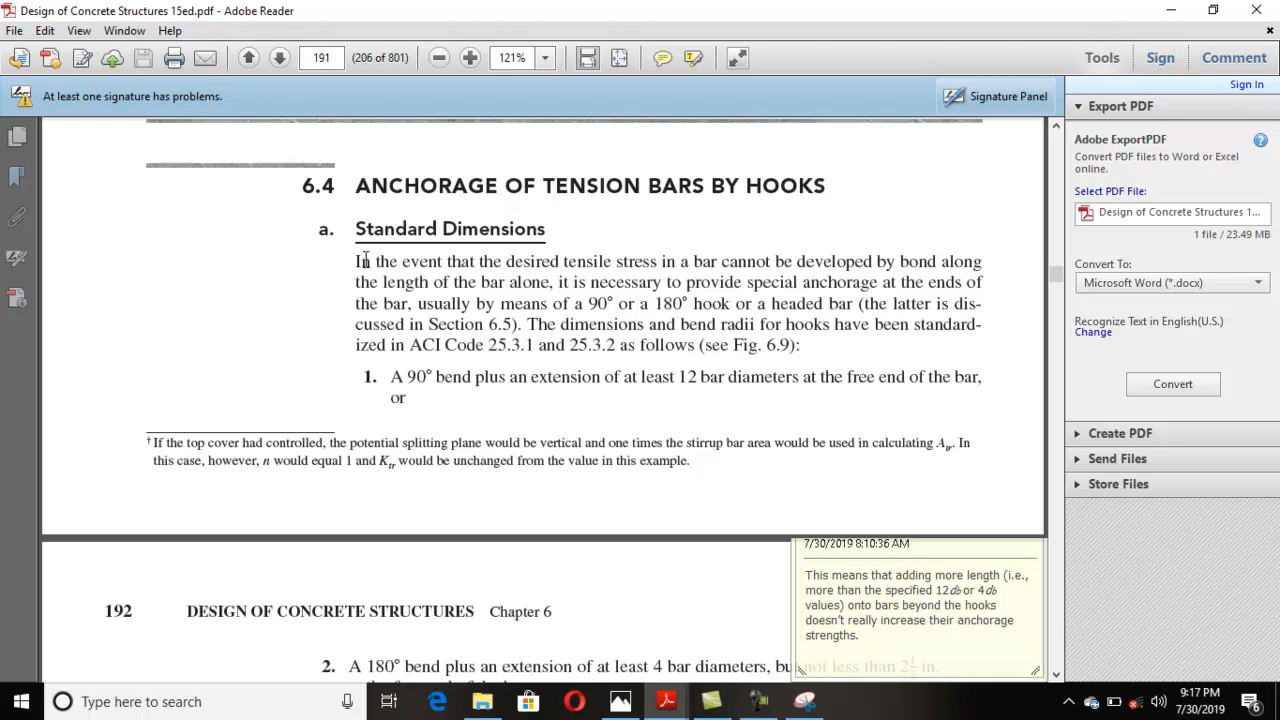 Design of Concrete Structures 15ed.pdf - Adobe Reader
File Edit View Window Help
191 (206 of 801) 121% Tools Sign Comment
At least one signature has problems. Signature Panel
Sign In
Export PDF
Adobe ExportPDF
Convert PDF files to Word or Excel
online.
Select PDF File:
Design of Concrete Structures 1...
1 file / 23.49 MB
Convert To:
Microsoft Word (*.docx)
Recognize Text in English(U.S.)
Change
Convert
Create PDF
Send Files
Store Files
6.4 ANCHORAGE OF TENSION BARS BY HOOKS
a. Standard Dimensions
In the event that the desired tensile stress in a bar cannot be developed by bond along
the length of the bar alone, it is necessary to provide special anchorage at the ends of
the bar, usually by means of a 90° or a 180° hook or a headed bar (the latter is dis-
cussed in Section 6.5). The dimensions and bend radii for hooks have been standard-
ized in ACI Code 25.3.1 and 25.3.2 as follows (see Fig. 6.9):
1. A 90° bend plus an extension of at least 12 bar diameters at the free end of the bar,
or
† If the top cover had controlled, the potential splitting plane would be vertical and one times the stirrup bar area would be used in calculating Atr. In
this case, however, n would equal 1 and Ktr would be unchanged from the value in this example.
7/30/2019 8:10:36 AM
This means that adding more length (i.e.,
more than the specified 12db or 4db
values) onto bars beyond the hooks
doesn't really increase their anchorage
strengths.
192 DESIGN OF CONCRETE STRUCTURES Chapter 6
2. A 180° bend plus an extension of at least 4 bar diameters, but not less than 2 1/2 in.
Type here to search
9:17 PM
7/30/2019
6